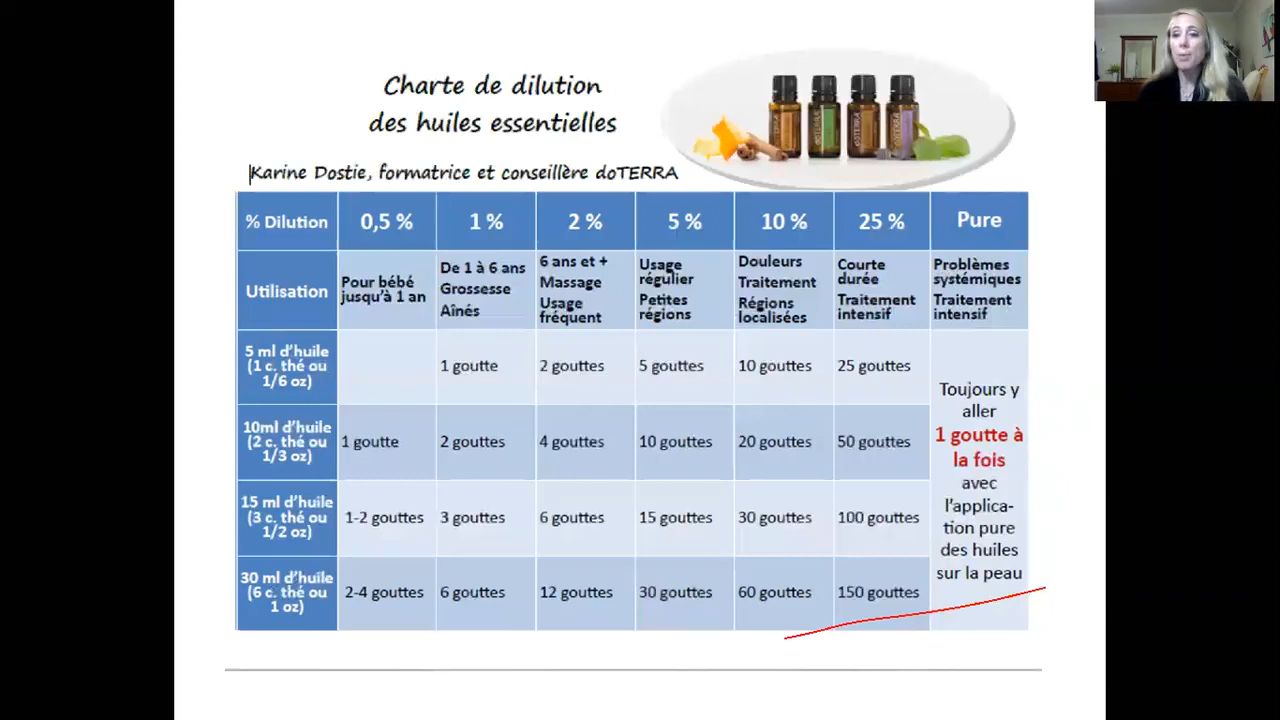 Charte de dilution
des huiles essentielles
Karine Dostie, formatrice et conseillère doTERRA
% Dilution
0,5 %
1 %
2 %
5 %
10 %
25 %
Pure
Utilisation
Pour bébé
jusqu'à 1 an
De 1 à 6 ans
Grossesse
Aînés
6 ans et +
Massage
Usage
fréquent
Usage
régulier
Petites
régions
Douleurs
Traitement
Régions
localisées
Courte
durée
Traitement
intensif
Problèmes
systémiques
Traitement
intensif
5 ml d'huile
(1 c. thé ou
1/6 oz)
1 goutte
2 gouttes
5 gouttes
10 gouttes
25 gouttes
10ml d'huile
(2 c. thé ou
1/3 oz)
1 goutte
2 gouttes
4 gouttes
10 gouttes
20 gouttes
50 gouttes
15 ml d'huile
(3 c. thé ou
1/2 oz)
1-2 gouttes
3 gouttes
6 gouttes
15 gouttes
30 gouttes
100 gouttes
30 ml d'huile
(6 c. thé ou
1 oz)
2-4 gouttes
6 gouttes
12 gouttes
30 gouttes
60 gouttes
150 gouttes
Toujours y
aller
1 goutte à
la fois
avec
l'applica-
tion pure
des huiles
sur la peau